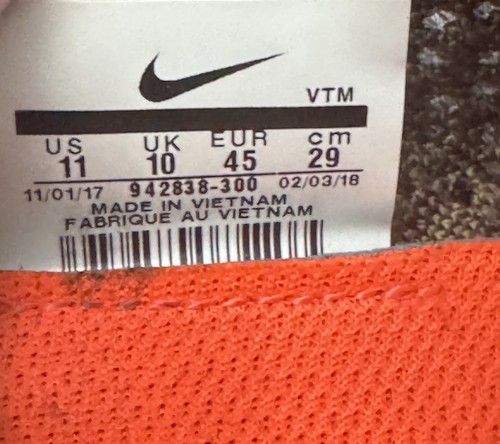 VTM
US UK EUR cm
11 10 45 29
11/01/17 942838-300 02/03/18
MADE IN VIETNAM
FABRIQUE AU VIETNAM